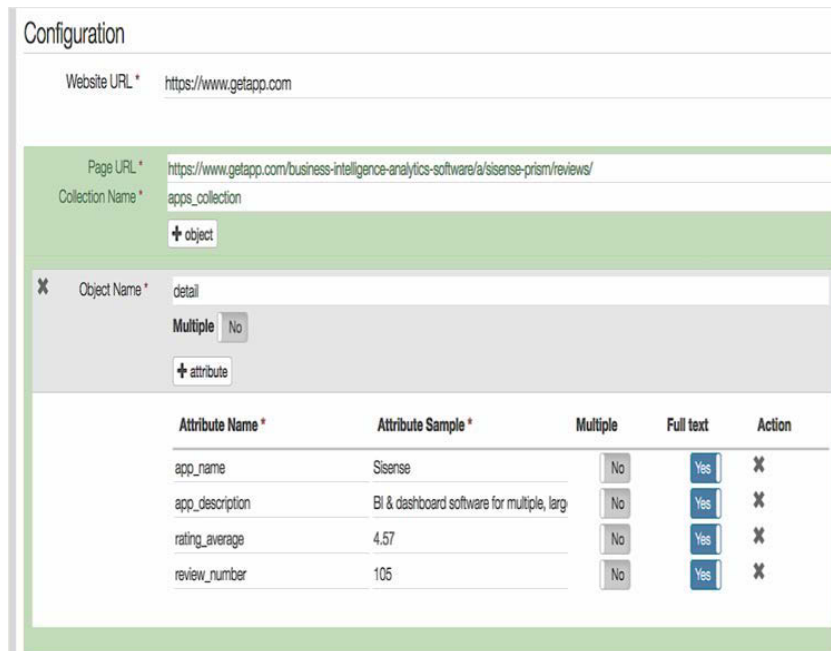 Configuration
Website URL * https://www.getapp.com
Page URL * https://www.getapp.com/business-intelligence-analytics-software/a/sisense-prism/reviews/
Collection Name * apps_collection
+ object
Object Name * detail
Multiple No
+ attribute
Attribute Name * Attribute Sample * Multiple Full text Action
app_name Sisense No Yes
app_description BI & dashboard software for multiple, larg No Yes
rating_average 4.57 No Yes
review_number 105 No Yes